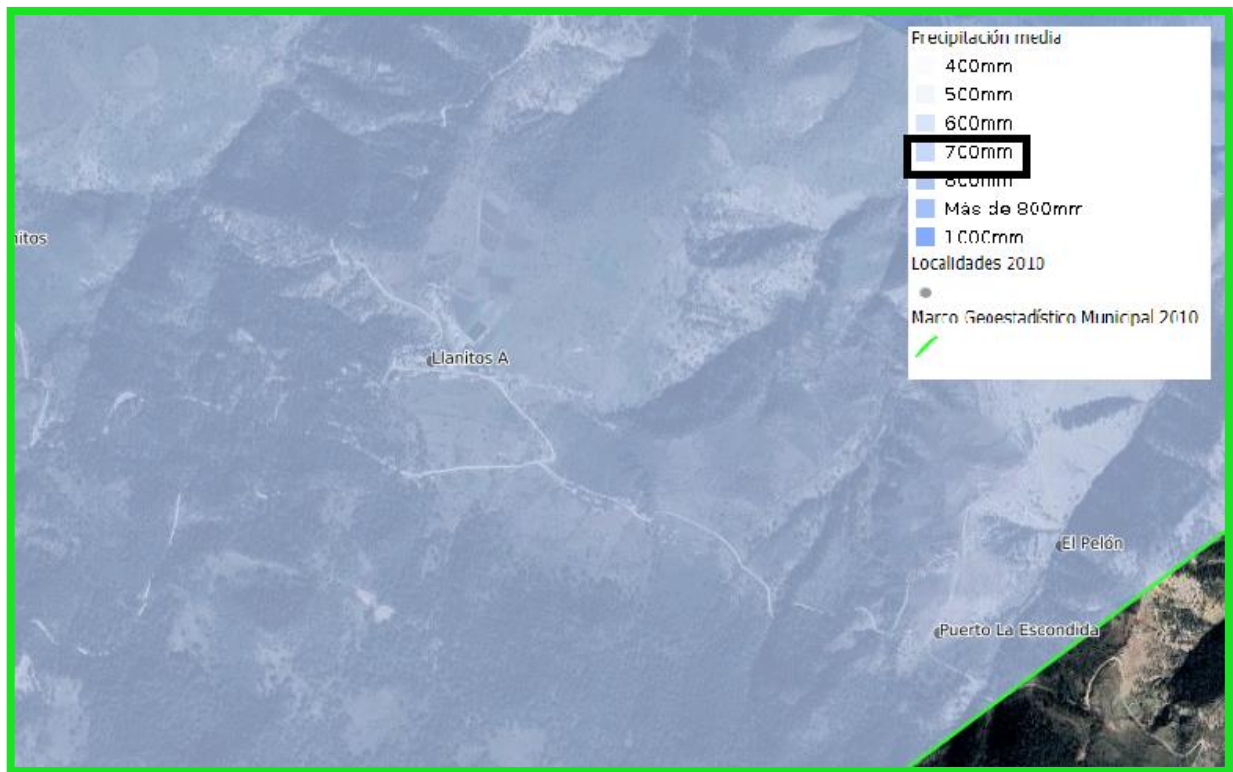 Precipitación media
400mm
500mm
600mm
700mm
800mm
Más de 800mm
1000mm
Localidades 2010
Marco Geoestadístico Municipal 2010
itos
Llanitos A
El Pelón
Puerto La Escondida